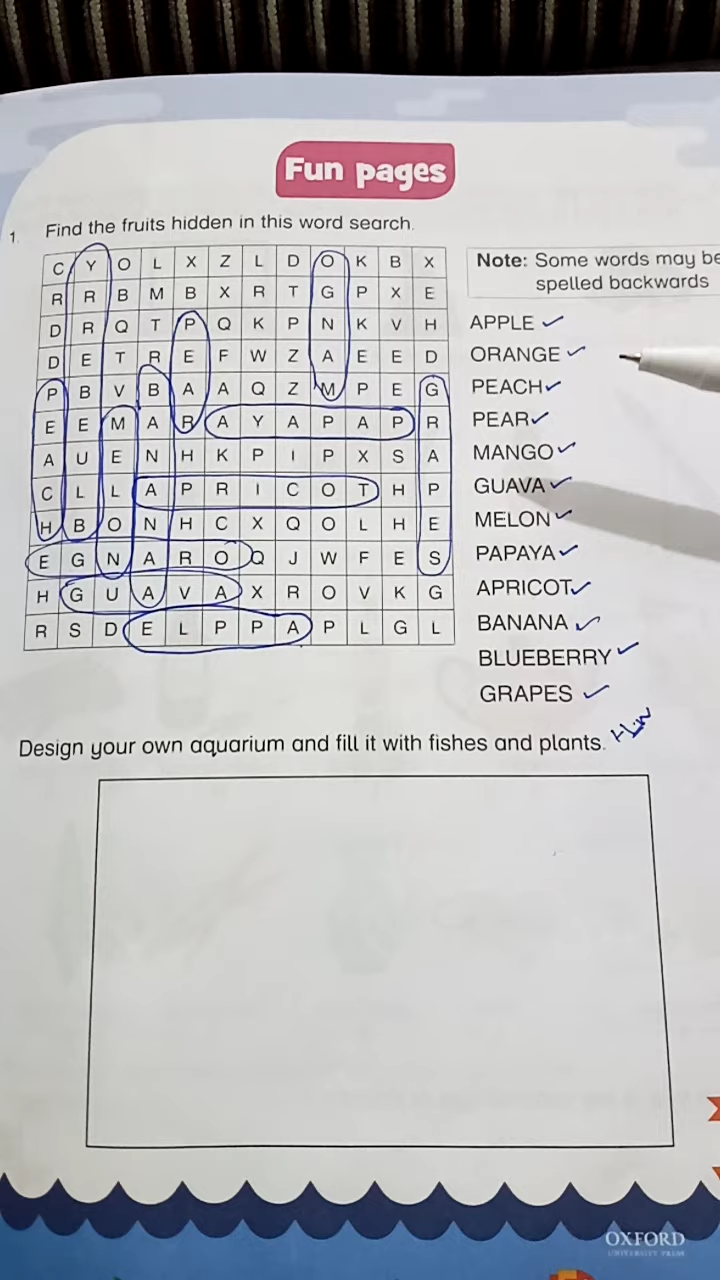 Fun pages
1. Find the fruits hidden in this word search.
Note: Some words may be
spelled backwards
C Y O L X Z L D O K B X
R R B M B X R T G P X E
D R Q T P Q K P N K V H
D E T R E F W Z A E E D
P B V B A A Q Z M P E G
E E M A R A Y A P A P R
A U E N H K P I P X S A
C L L A P R I C O T H P
H B O N H C X Q O L H E
E G N A R O Q J W F E S
H G U A V A X R O V K G
R S D E L P P A P L G L
APPLE ✓
ORANGE ✓
PEACH ✓
PEAR ✓
MANGO ✓
GUAVA ✓
MELON ✓
PAPAYA ✓
APRICOT ✓
BANANA ✓
BLUEBERRY ✓
GRAPES ✓
Design your own aquarium and fill it with fishes and plants. H.W
OXFORD
UNIVERSITY PRESS